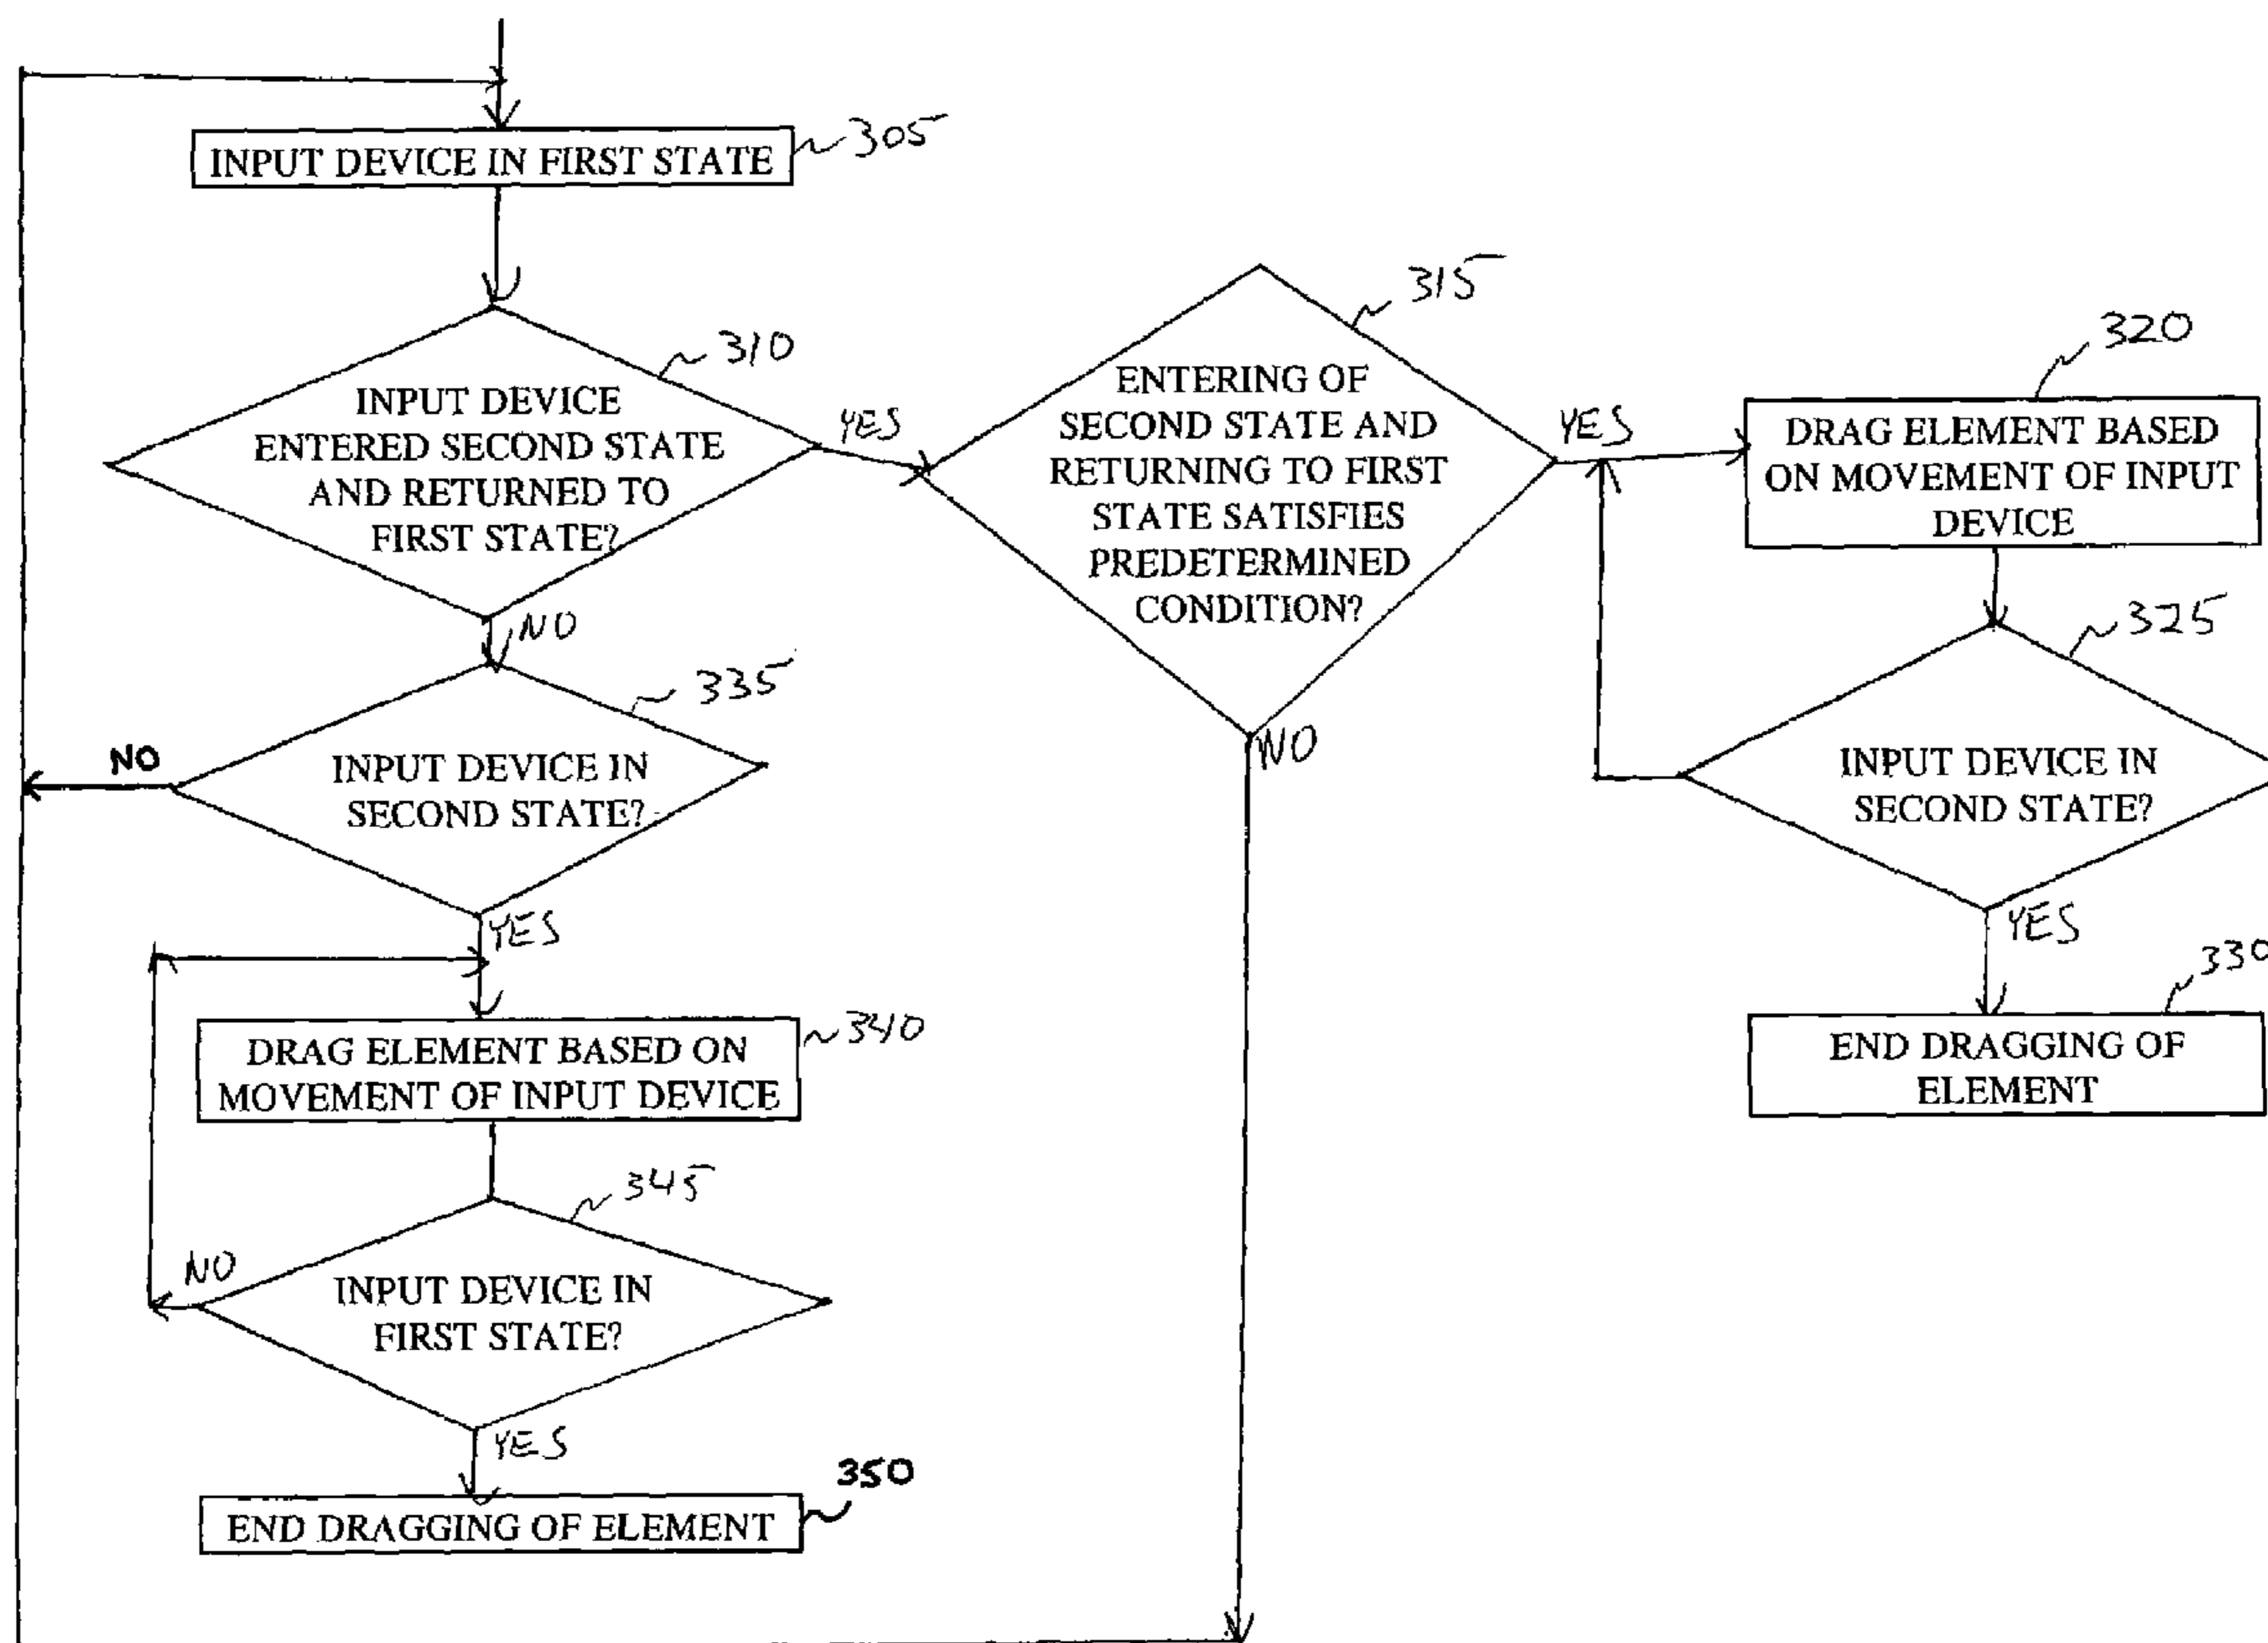 INPUT DEVICE IN FIRST STATE
305
310
INPUT DEVICE
ENTERED SECOND STATE
AND RETURNED TO
FIRST STATE?
YES
NO
315
ENTERING OF
SECOND STATE AND
RETURNING TO FIRST
STATE SATISFIES
PREDETERMINED
CONDITION?
YES
NO
320
DRAG ELEMENT BASED
ON MOVEMENT OF INPUT
DEVICE
325
INPUT DEVICE IN
SECOND STATE?
YES
330
END DRAGGING OF
ELEMENT
335
INPUT DEVICE IN
SECOND STATE?
NO
YES
340
DRAG ELEMENT BASED ON
MOVEMENT OF INPUT DEVICE
345
INPUT DEVICE IN
FIRST STATE?
NO
YES
350
END DRAGGING OF ELEMENT